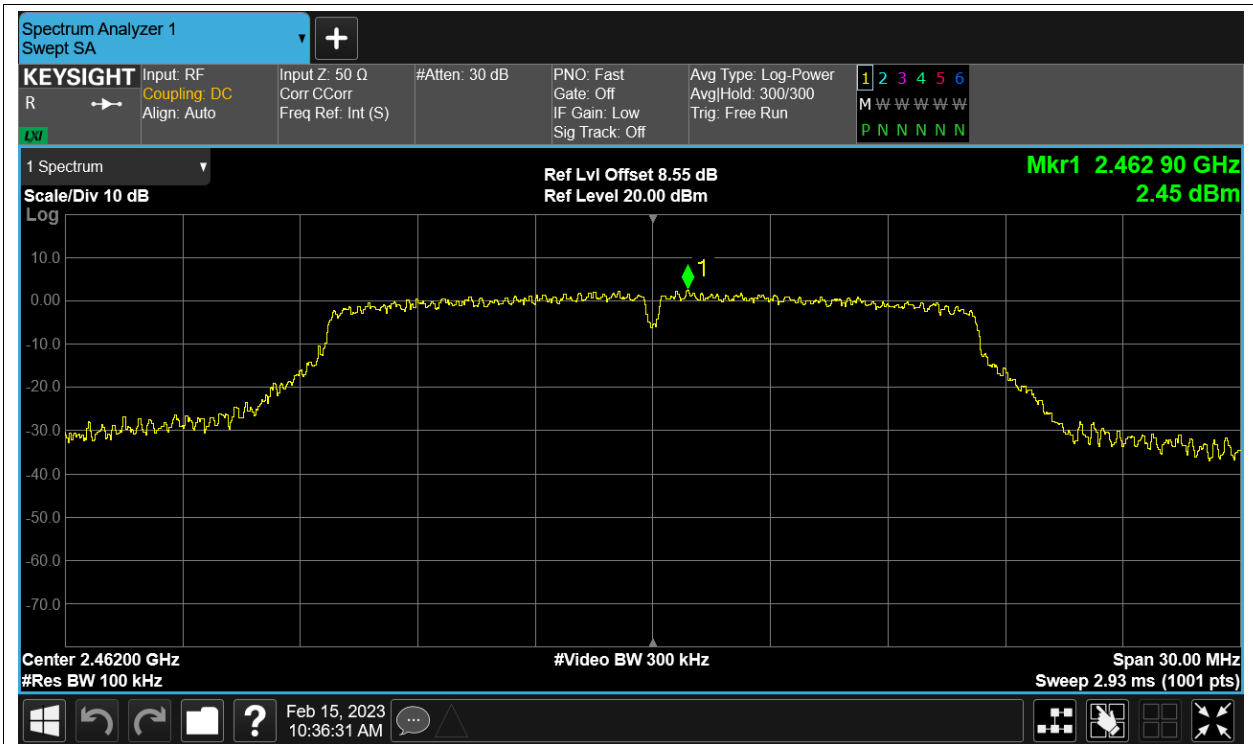 Spectrum Analyzer 1
Swept SA
KEYSIGHT
R
LXI
Input: RF
Coupling: DC
Align: Auto
Input Z: 50 Ω
Corr CCorr
Freq Ref: Int (S)
#Atten: 30 dB
PNO: Fast
Gate: Off
IF Gain: Low
Sig Track: Off
Avg Type: Log-Power
Avg|Hold: 300/300
Trig: Free Run
1 2 3 4 5 6
M W W W W W
P N N N N N
1 Spectrum
Scale/Div 10 dB
Log
Ref Lvl Offset 8.55 dB
Ref Level 20.00 dBm
Mkr1 2.462 90 GHz
2.45 dBm
1
10.0
0.00
-10.0
-20.0
-30.0
-40.0
-50.0
-60.0
-70.0
Center 2.46200 GHz
#Res BW 100 kHz
#Video BW 300 kHz
Span 30.00 MHz
Sweep 2.93 ms (1001 pts)
?
Feb 15, 2023
10:36:31 AM